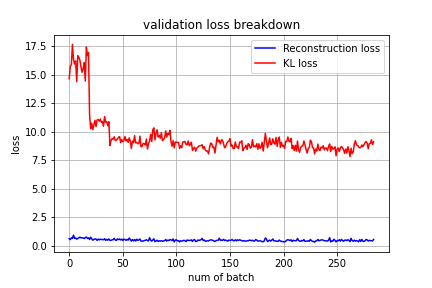 validation loss breakdown
17.5
15.0
12.5
10.0
7.5
5.0
2.5
0.0
loss
Reconstruction loss
KL loss
0
50
100
150
200
250
num of batch